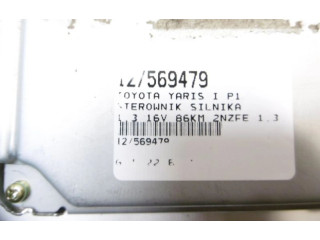 12/569479
TOYOTA YARIS I P1
STEROWNIK SILNIKA
1.3 16V 86KM 2NZFE 1.3
12/569479